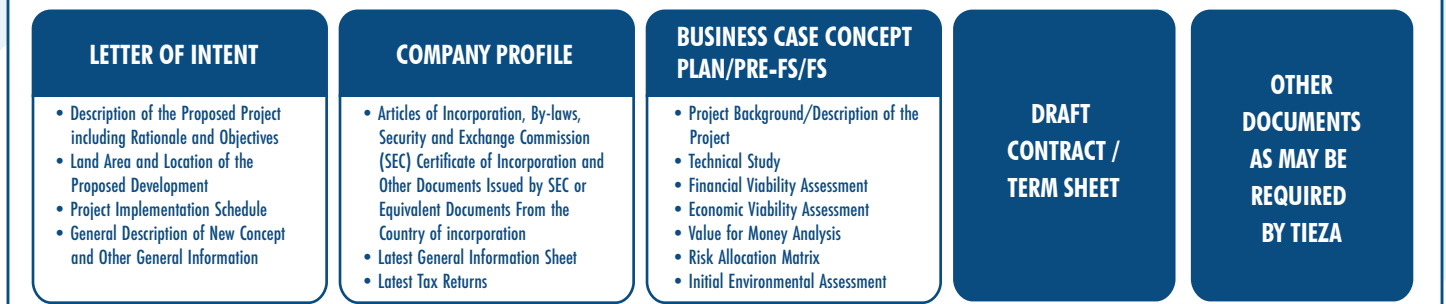 LETTER OF INTENT
• Description of the Proposed Project
including Rationale and Objectives
• Land Area and Location of the
Proposed Development
• Project Implementation Schedule
• General Description of New Concept
and Other General Information
COMPANY PROFILE
• Articles of Incorporation, By-laws,
Security and Exchange Commission
(SEC) Certificate of Incorporation and
Other Documents Issued by SEC or
Equivalent Documents From the
Country of incorporation
• Latest General Information Sheet
• Latest Tax Returns
BUSINESS CASE CONCEPT
PLAN/PRE-FS/FS
• Project Background/Description of the
Project
• Technical Study
• Financial Viability Assessment
• Economic Viability Assessment
• Value for Money Analysis
• Risk Allocation Matrix
• Initial Environmental Assessment
DRAFT
CONTRACT /
TERM SHEET
OTHER
DOCUMENTS
AS MAY BE
REQUIRED
BY TIEZA